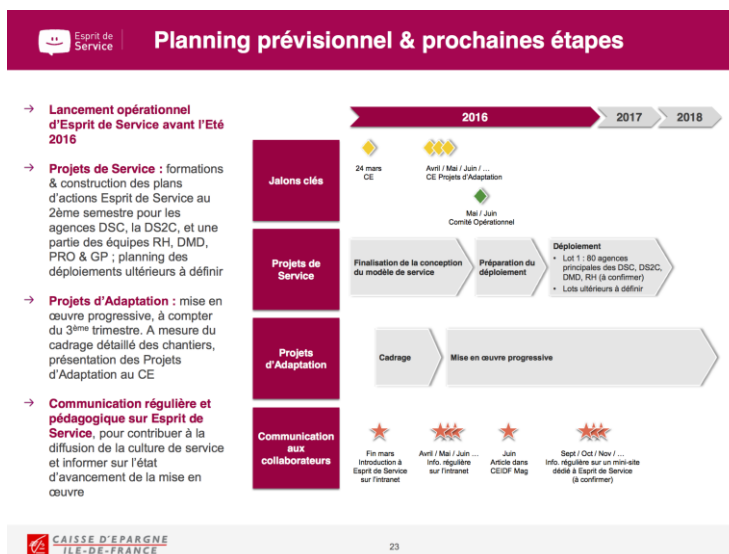 Esprit de
Service
Planning prévisionnel & prochaines étapes
→ Lancement opérationnel
d'Esprit de Service avant l'Eté
2016
→ Projets de Service : formations
& construction des plans
d'actions Esprit de Service au
2ème semestre pour les
agences DSC, la DS2C, et une
partie des équipes RH, DMD,
PRO & GP ; planning des
déploiements ultérieurs à définir
→ Projets d'Adaptation : mise en
œuvre progressive, à compter
du 3ème trimestre. A mesure du
cadrage détaillé des chantiers,
présentation des Projets
d'Adaptation au CE
→ Communication régulière et
pédagogique sur Esprit de
Service, pour contribuer à la
diffusion de la culture de service
et informer sur l'état
d'avancement de la mise en
œuvre
2016
2017
2018
Jalons clés
24 mars
CE
Avril / Mai / Juin / …
CE Projets d'Adaptation
Mai / Juin
Comité Opérationnel
Projets de
Service
Finalisation de la conception
du modèle de service
Préparation du
déploiement
Déploiement
• Lot 1 : 80 agences
principales des DSC, DS2C,
DMD, RH (à confirmer)
• Lots ultérieurs à définir
Projets
d'Adaptation
Cadrage
Mise en œuvre progressive
Communication
aux
collaborateurs
Fin mars
Introduction à
Esprit de Service
sur l'intranet
Avril / Mai / Juin …
Info. régulière
sur l'intranet
Juin
Article dans
CEIDF Mag
Sept / Oct / Nov / …
Info. régulière sur un mini-site
dédié à Esprit de Service
(à confirmer)
CAISSE D'EPARGNE
ILE-DE-FRANCE
23